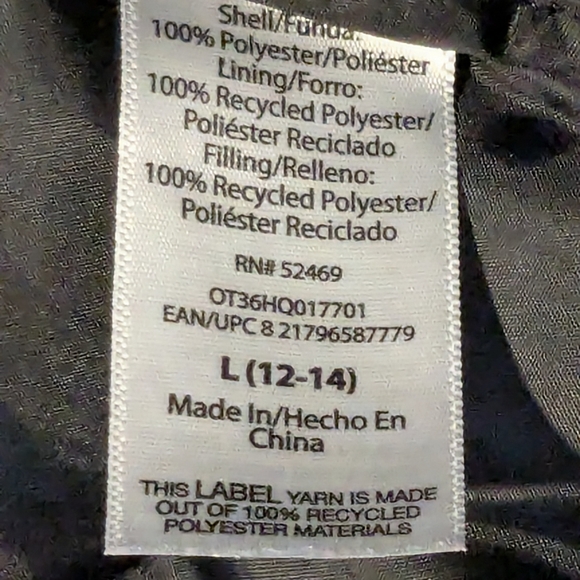 Shell/Funda:
100% Polyester/Poliéster
Lining/Forro:
100% Recycled Polyester/
Poliéster Reciclado
Filling/Relleno:
100% Recycled Polyester/
Poliéster Reciclado
RN# 52469
OT36HQ017701
EAN/UPC 8 21796587779
L (12-14)
Made In/Hecho En
China
THIS LABEL YARN IS MADE
OUT OF 100% RECYCLED
POLYESTER MATERIALS